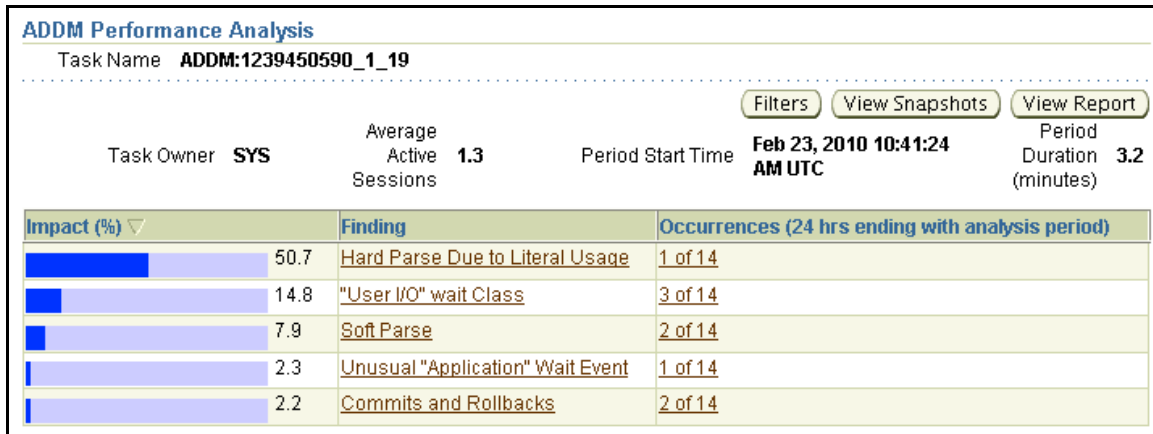 ADDM Performance Analysis
Task Name ADDM:1239450590_1_19
Filters View Snapshots View Report
Task Owner SYS
Average
Active
Sessions
1.3
Period Start Time
Feb 23, 2010 10:41:24
AM UTC
Period
Duration
(minutes)
3.2
Impact (%) Finding Occurrences (24 hrs ending with analysis period)
50.7 Hard Parse Due to Literal Usage 1 of 14
14.8 "User I/O" wait Class 3 of 14
7.9 Soft Parse 2 of 14
2.3 Unusual "Application" Wait Event 1 of 14
2.2 Commits and Rollbacks 2 of 14